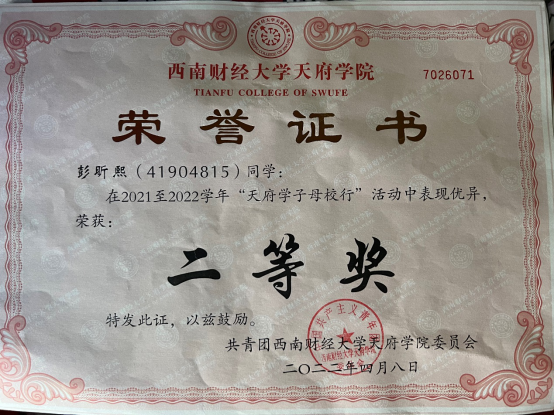 西南财经大学天府学院
TIANFU COLLEGE OF SWUFE
7026071
荣誉证书
彭昕熙(41904815)同学:
在2021至2022学年“天府学子母校行”活动中表现优异,
荣获:
二等奖
特发此证,以兹鼓励。
共青团西南财经大学天府学院委员会
二〇二二年四月八日